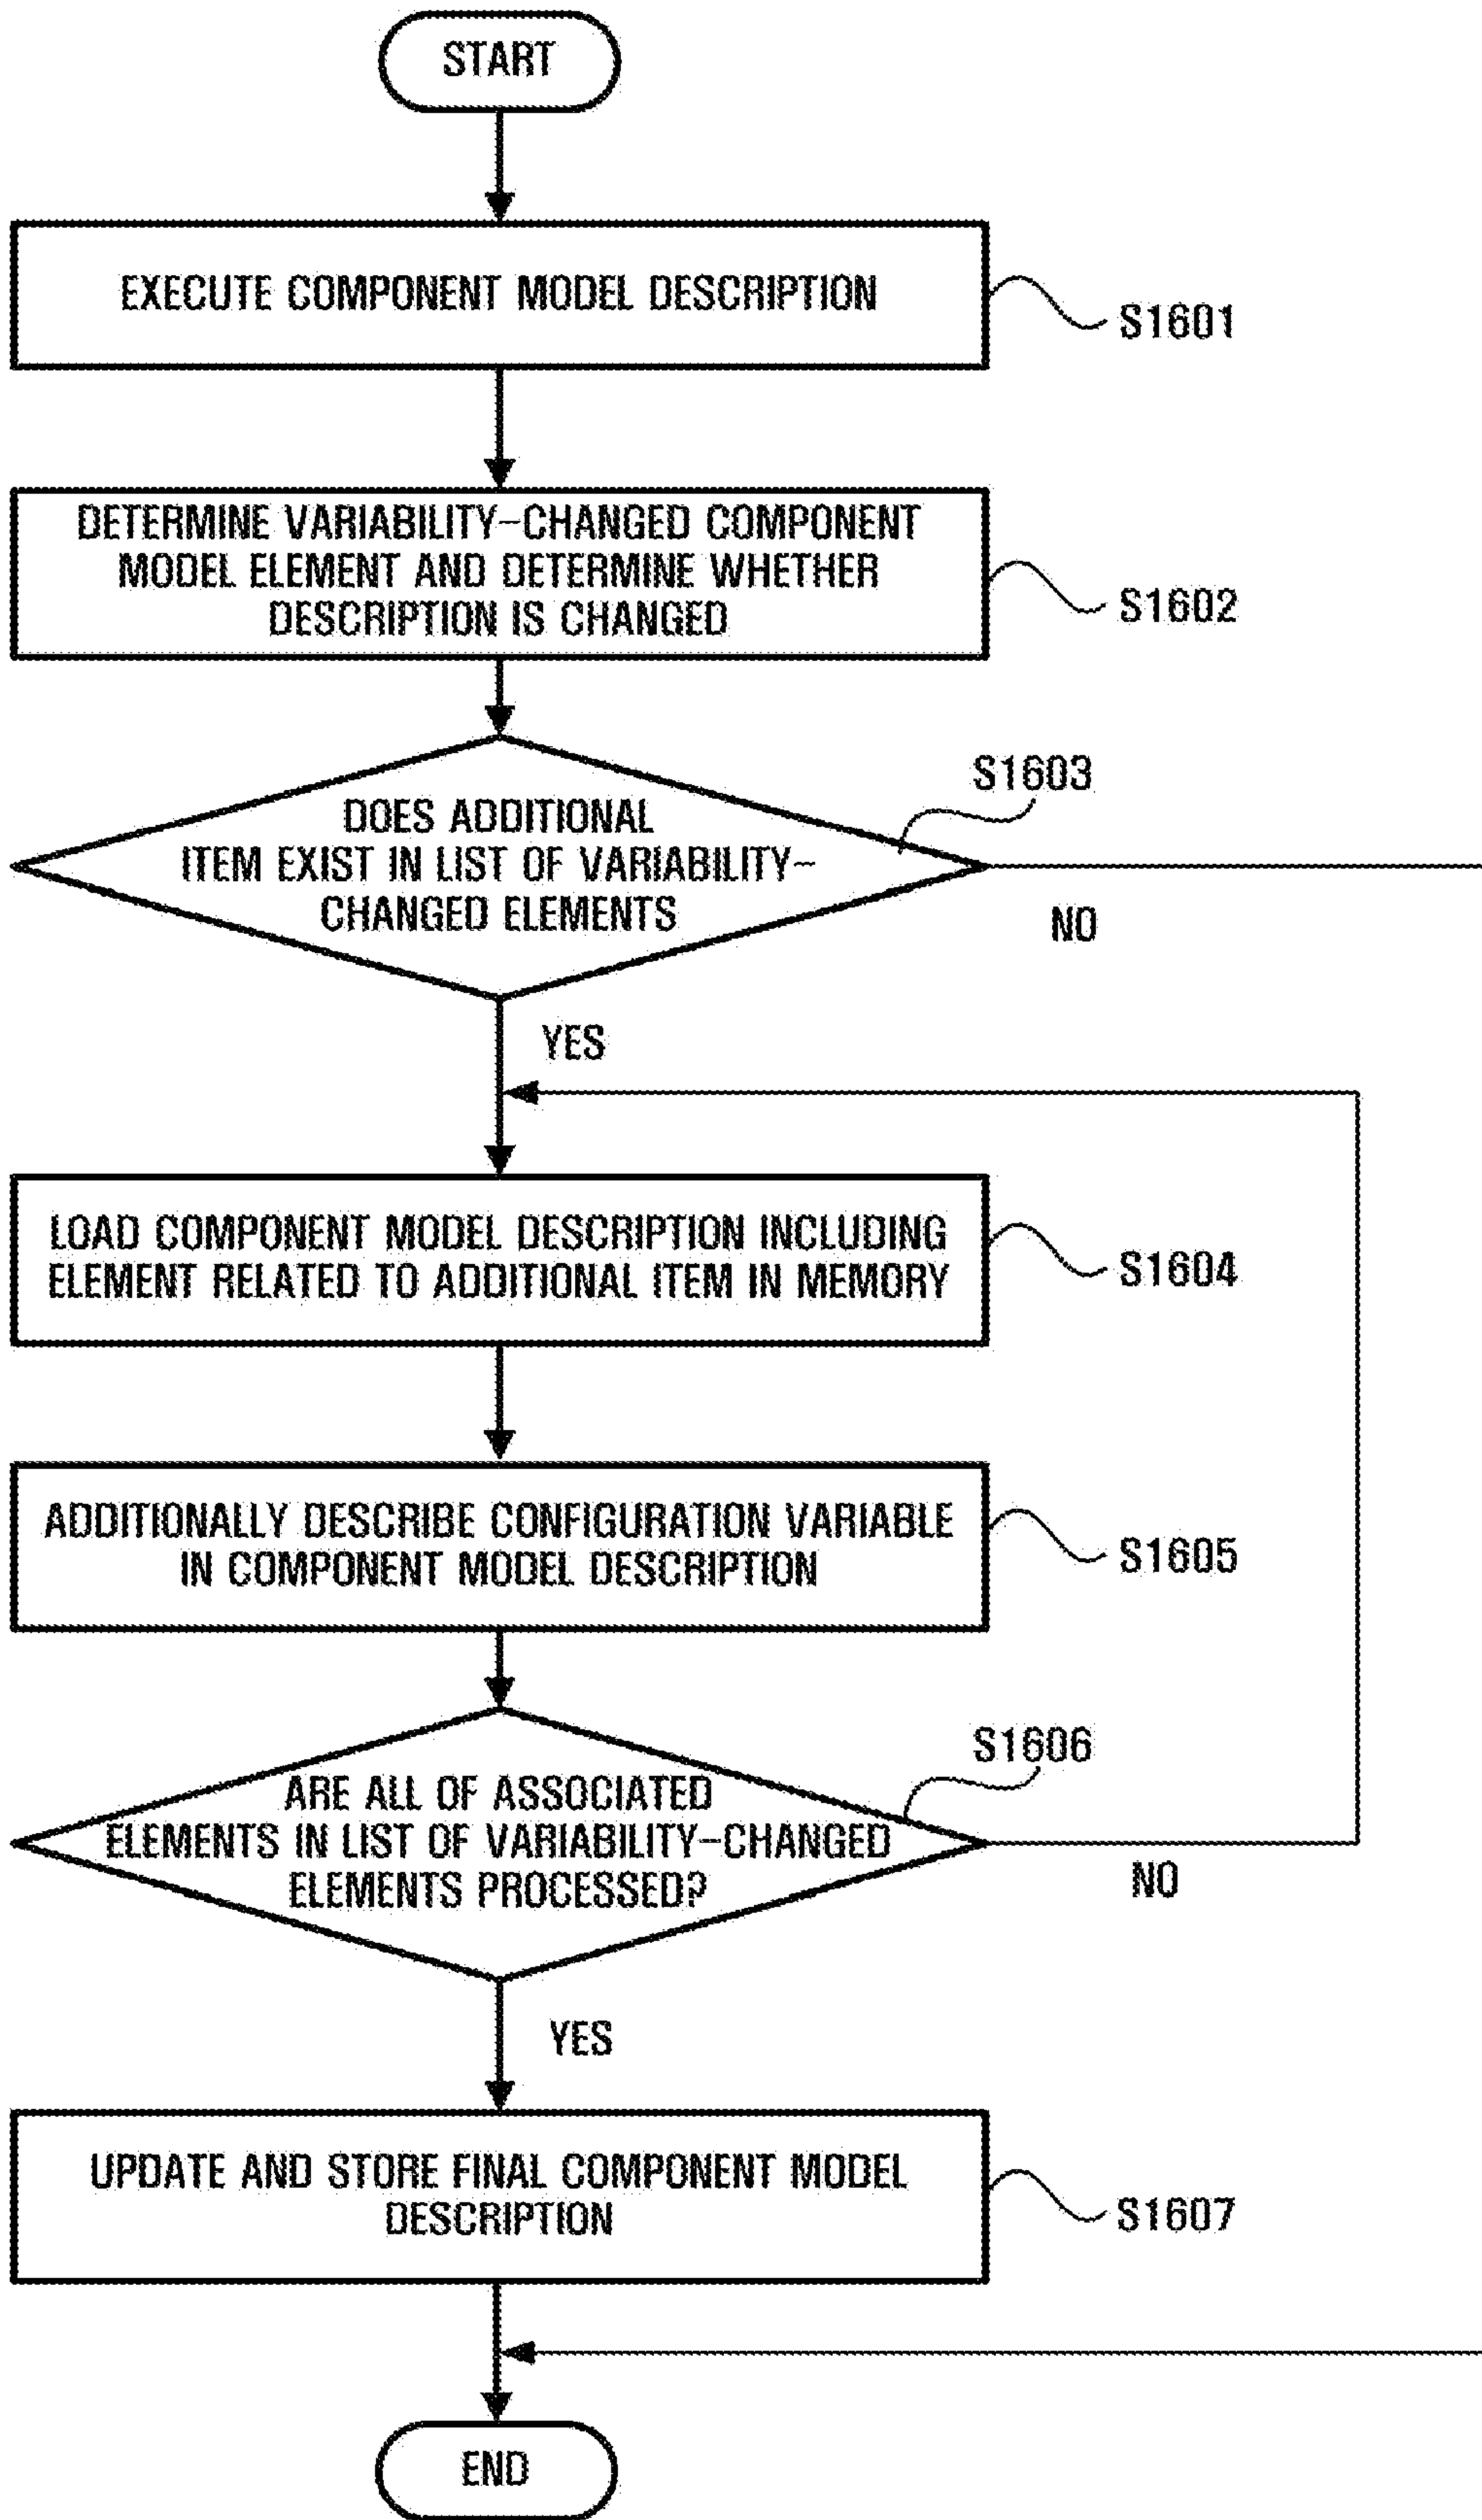 START
EXECUTE COMPONENT MODEL DESCRIPTION
S1601
DETERMINE VARIABILITY-CHANGED COMPONENT
MODEL ELEMENT AND DETERMINE WHETHER
DESCRIPTION IS CHANGED
S1602
S1603
DOES ADDITIONAL
ITEM EXIST IN LIST OF VARIABILITY-
CHANGED ELEMENTS
NO
YES
LOAD COMPONENT MODEL DESCRIPTION INCLUDING
ELEMENT RELATED TO ADDITIONAL ITEM IN MEMORY
S1604
ADDITIONALLY DESCRIBE CONFIGURATION VARIABLE
IN COMPONENT MODEL DESCRIPTION
S1605
S1606
ARE ALL OF ASSOCIATED
ELEMENTS IN LIST OF VARIABILITY-CHANGED
ELEMENTS PROCESSED?
NO
YES
UPDATE AND STORE FINAL COMPONENT MODEL
DESCRIPTION
S1607
END